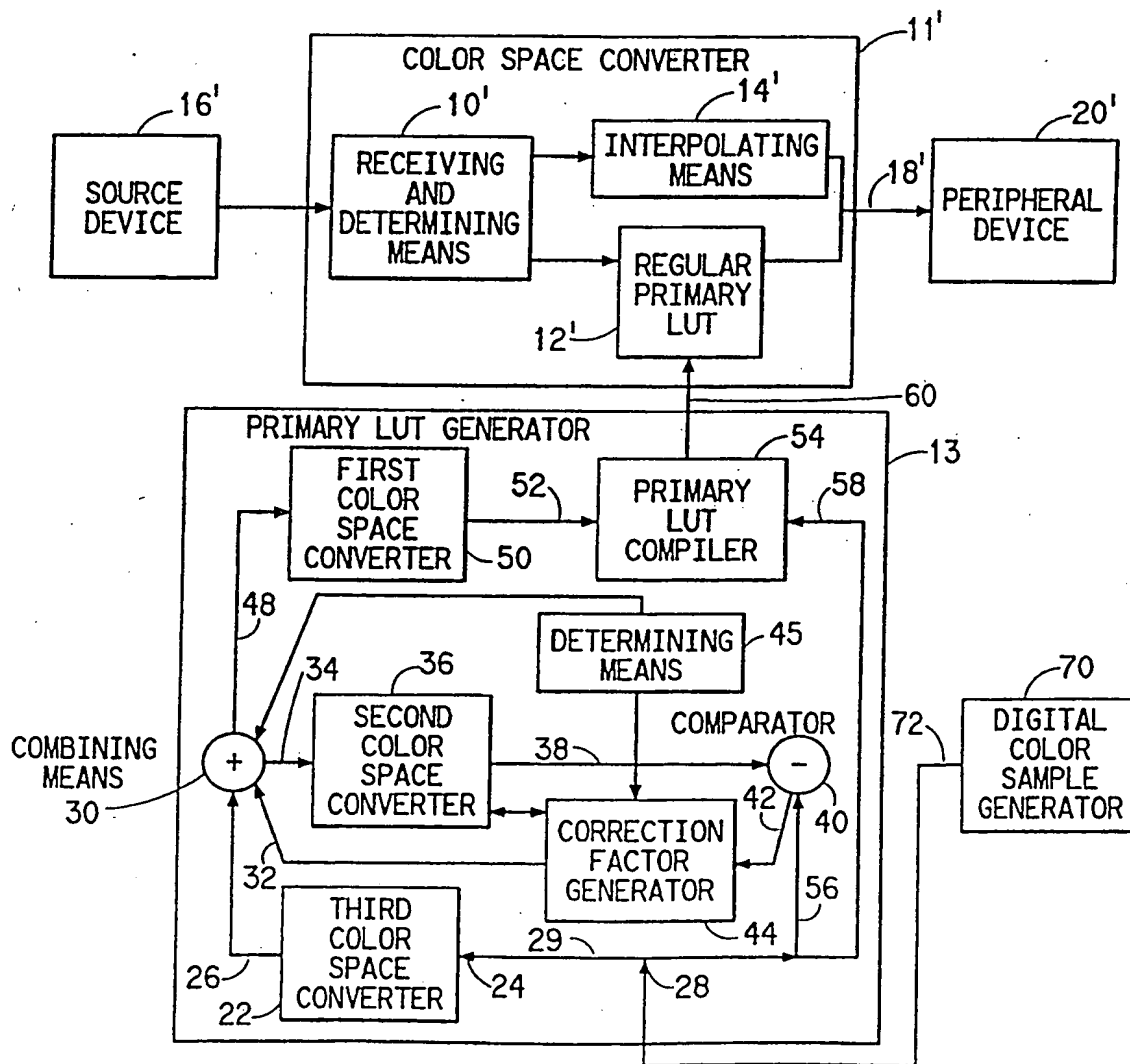 11'
COLOR SPACE CONVERTER
16'
10'
14'
20'
SOURCE
DEVICE
RECEIVING
AND
DETERMINING
MEANS
INTERPOLATING
MEANS
18'
PERIPHERAL
DEVICE
REGULAR
PRIMARY
LUT
12'
60
PRIMARY LUT GENERATOR
54
13
FIRST
COLOR
SPACE
CONVERTER
52
PRIMARY
LUT
COMPILER
58
50
48
DETERMINING
MEANS
45
34
36
70
COMBINING
MEANS
30
+
SECOND
COLOR
SPACE
CONVERTER
38
COMPARATOR
-
72
DIGITAL
COLOR
SAMPLE
GENERATOR
42
40
32
CORRECTION
FACTOR
GENERATOR
56
THIRD
COLOR
SPACE
CONVERTER
29
44
26
24
28
22